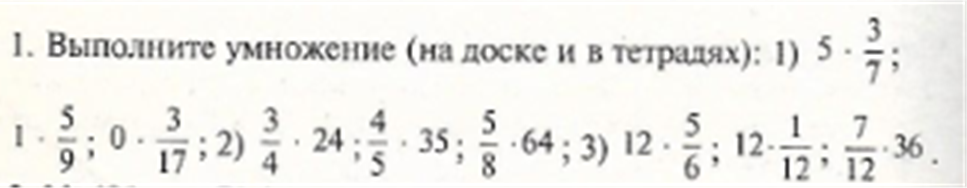 1. Выполните умножение (на доске и в тетрадях): 1) 5 · 3/7;
1 · 5/9; 0 · 3/17; 2) 3/4 · 24; 4/5 · 35; 5/8 · 64; 3) 12 · 5/6; 12 · 1/12; 7/12 · 36.